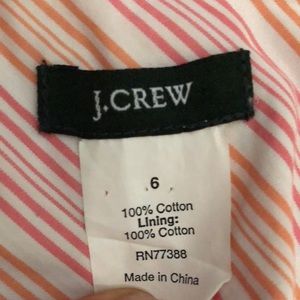 J.CREW
6
100% Cotton
Lining:
100% Cotton
RN77388
Made in China